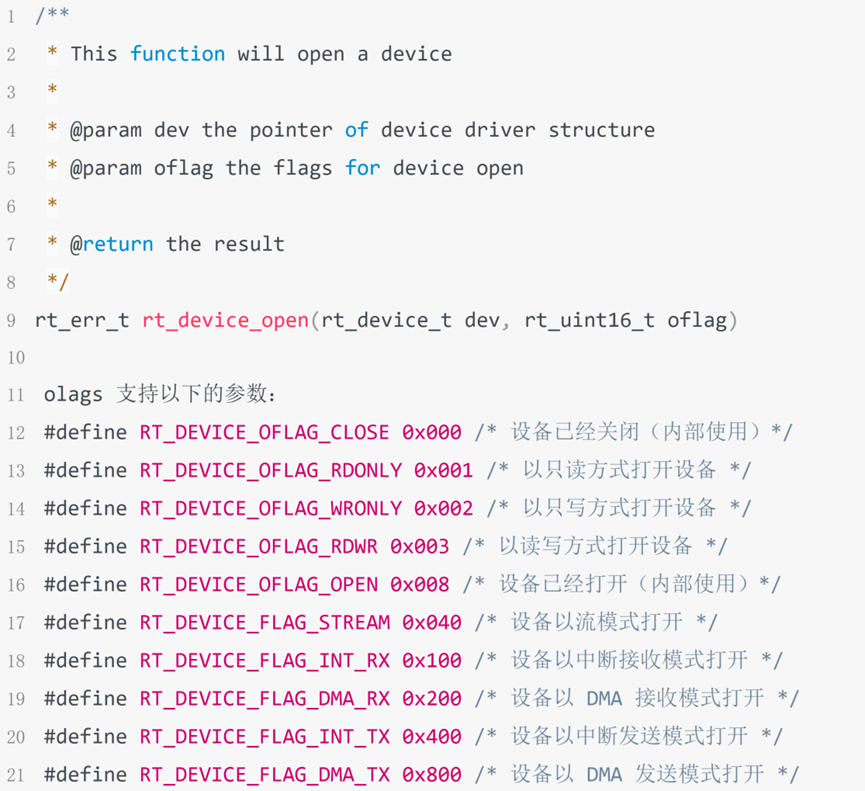 1 /**
2  * This function will open a device
3  *
4  * @param dev the pointer of device driver structure
5  * @param oflag the flags for device open
6  *
7  * @return the result
8  */
9 rt_err_t rt_device_open(rt_device_t dev, rt_uint16_t oflag)
10
11 olags 支持以下的参数:
12 #define RT_DEVICE_OFLAG_CLOSE 0x000 /* 设备已经关闭（内部使用）*/
13 #define RT_DEVICE_OFLAG_RDONLY 0x001 /* 以只读方式打开设备 */
14 #define RT_DEVICE_OFLAG_WRONLY 0x002 /* 以只写方式打开设备 */
15 #define RT_DEVICE_OFLAG_RDWR 0x003 /* 以读写方式打开设备 */
16 #define RT_DEVICE_OFLAG_OPEN 0x008 /* 设备已经打开（内部使用）*/
17 #define RT_DEVICE_FLAG_STREAM 0x040 /* 设备以流模式打开 */
18 #define RT_DEVICE_FLAG_INT_RX 0x100 /* 设备以中断接收模式打开 */
19 #define RT_DEVICE_FLAG_DMA_RX 0x200 /* 设备以 DMA 接收模式打开 */
20 #define RT_DEVICE_FLAG_INT_TX 0x400 /* 设备以中断发送模式打开 */
21 #define RT_DEVICE_FLAG_DMA_TX 0x800 /* 设备以 DMA 发送模式打开 */